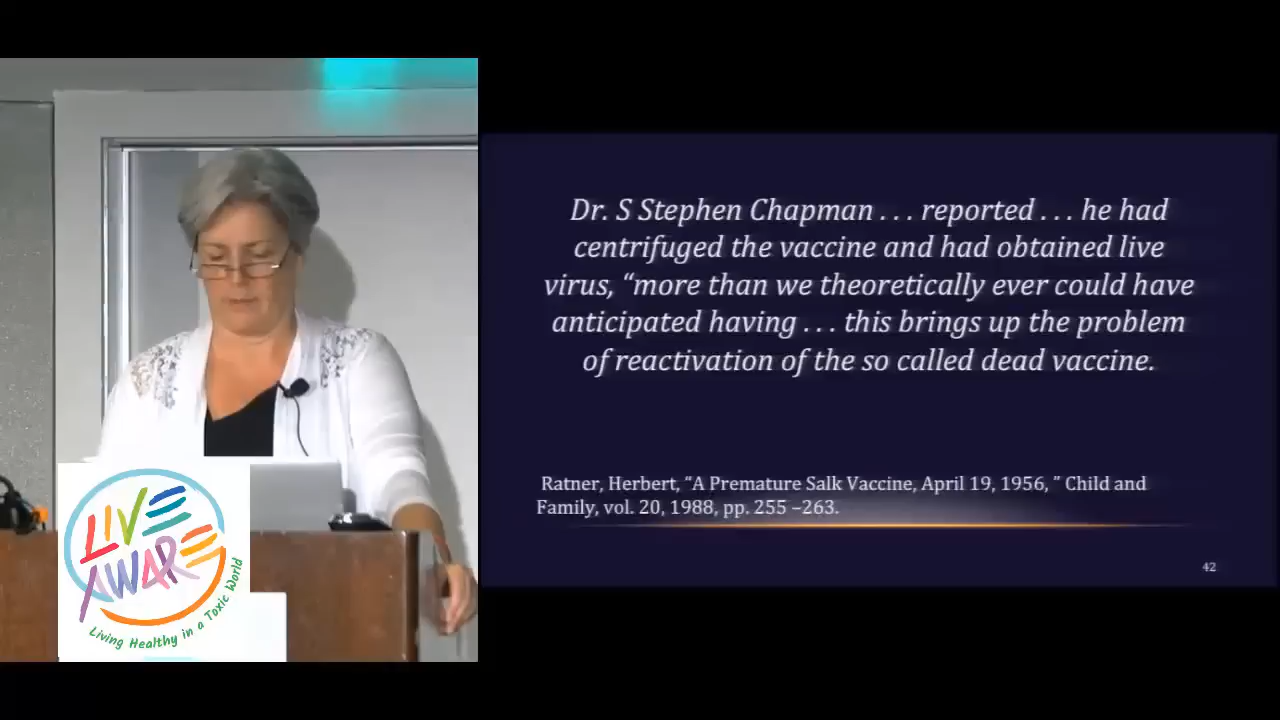 Dr. S Stephen Chapman . . . reported . . . he had
centrifuged the vaccine and had obtained live
virus, “more than we theoretically ever could have
anticipated having . . . this brings up the problem
of reactivation of the so called dead vaccine.
Ratner, Herbert, “A Premature Salk Vaccine, April 19, 1956, ” Child and
Family, vol. 20, 1988, pp. 255 –263.
42
LIVE
AWARE
Living Healthy in a Toxic World